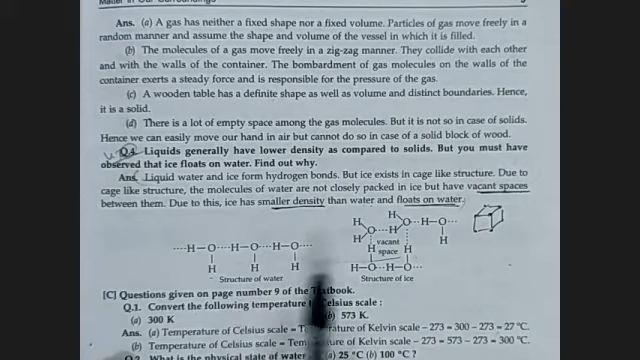 Matter in Our Surroundings
Ans. (a) A gas has neither a fixed shape nor a fixed volume. Particles of gas move freely in a
random manner and assume the shape and volume of the vessel in which it is filled.
(b) The molecules of a gas move freely in a zig-zag manner. They collide with each other
and with the walls of the container. The bombardment of gas molecules on the walls of the
container exerts a steady force and is responsible for the pressure of the gas.
(c) A wooden table has a definite shape as well as volume and distinct boundaries. Hence,
it is a solid.
(d) There is a lot of empty space among the gas molecules. But it is not so in case of solids.
Hence we can easily move our hand in air but cannot do so in case of a solid block of wood.
Q.4. Liquids generally have lower density as compared to solids. But you must have
observed that ice floats on water. Find out why.
Ans. Liquid water and ice form hydrogen bonds. But ice exists in cage like structure. Due to
cage like structure, the molecules of water are not closely packed in ice but have vacant spaces
between them. Due to this, ice has smaller density than water and floats on water.
H H
O····H—O····H—O····
H vacant H
····H—O····H—O····H—O····
H space H
H H H
H—O····H—O····
Structure of water Structure of ice
[C] Questions given on page number 9 of the Textbook.
Q.1. Convert the following temperature Celsius scale :
(a) 300 K (b) 573 K.
Ans. (a) Temperature of Celsius scale = of Kelvin scale – 273 = 300 – 273 = 27 °C.
(b) Temperature of Celsius scale = of Kelvin scale – 273 = 573 – 273 = 300 °C.
Q.2. What is the physical state of water (a) 25 °C (b) 100 °C ?